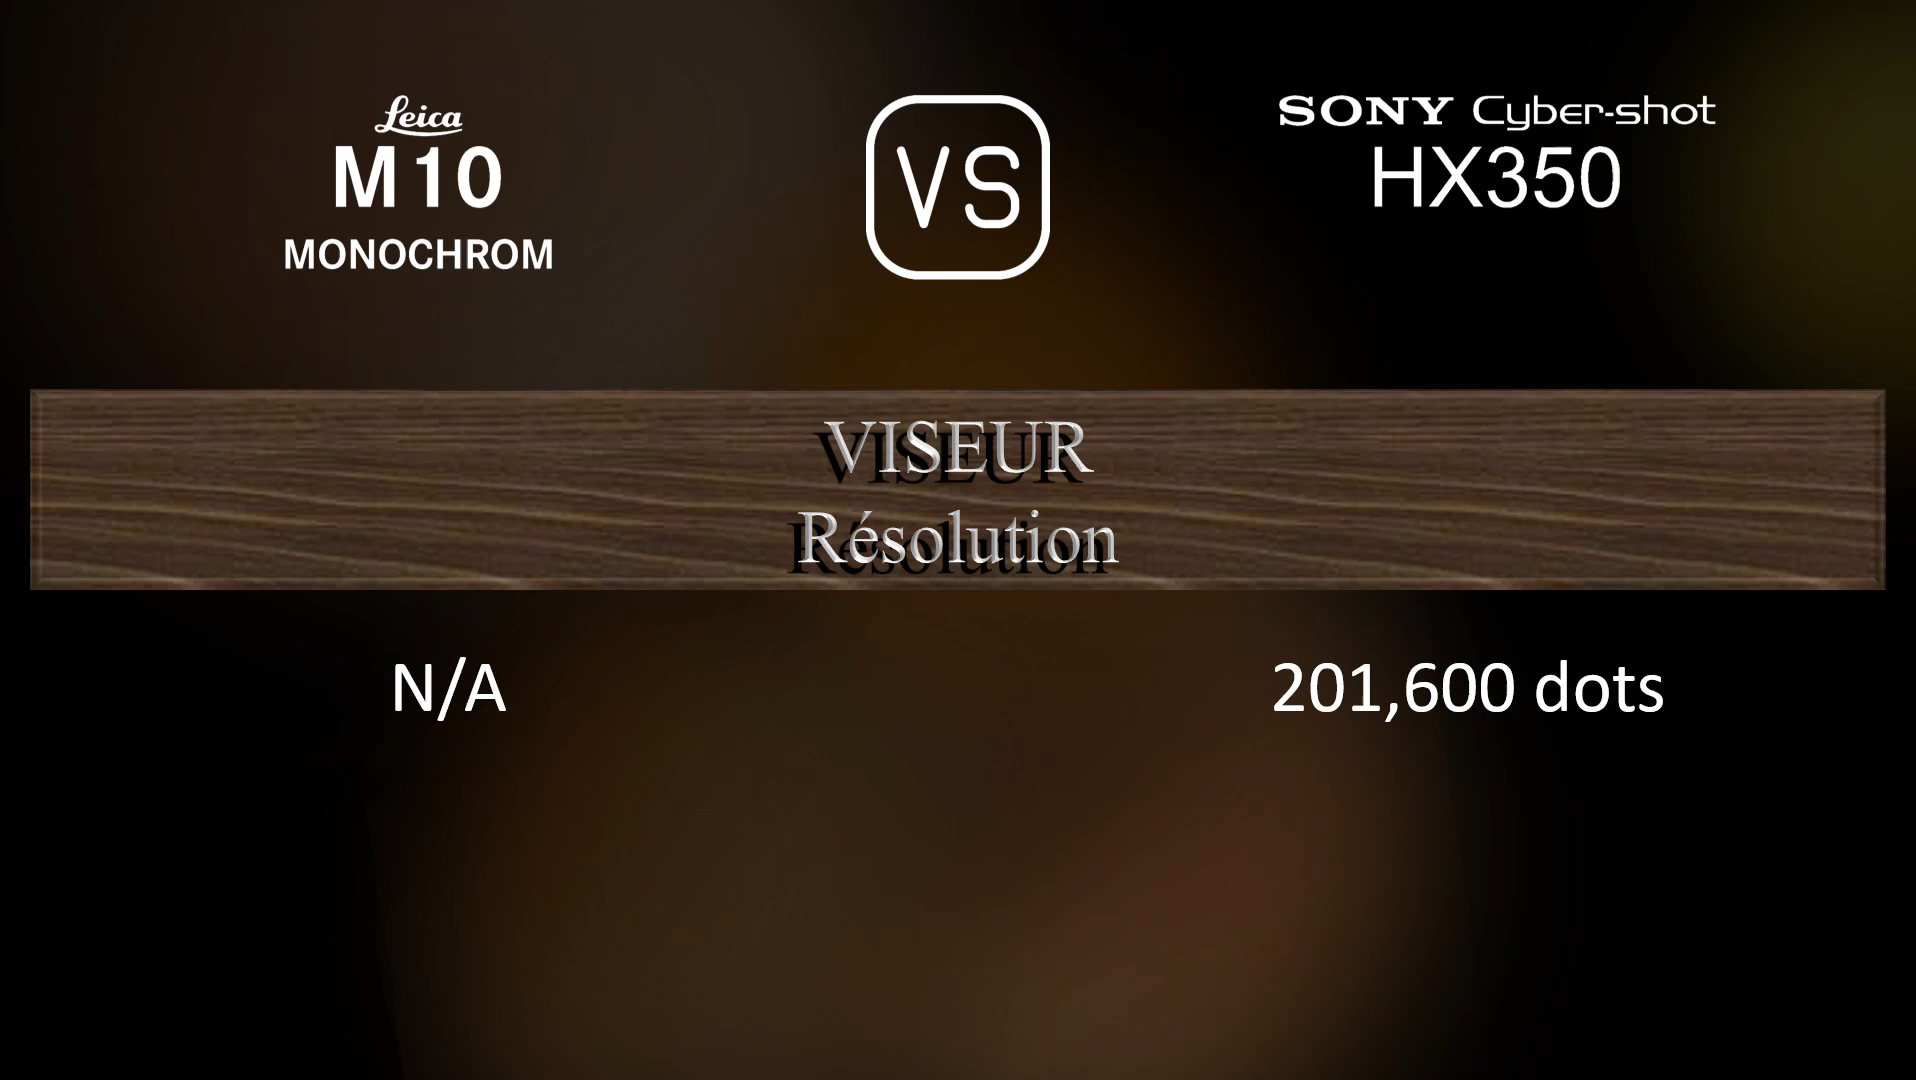 Leica
M10
MONOCHROM
VS
SONY Cyber-shot
HX350
VISEUR
Résolution
N/A
201,600 dots